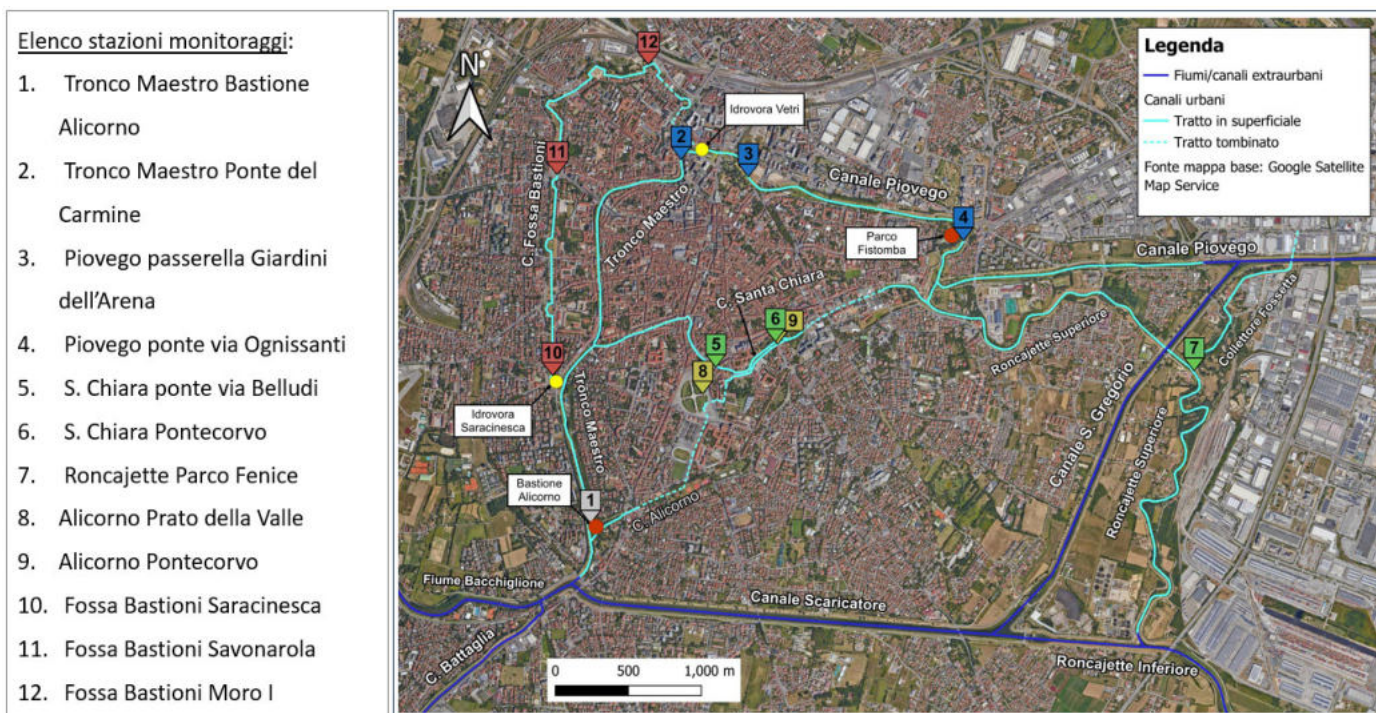 Elenco stazioni monitoraggi:
1. Tronco Maestro Bastione
Alicorno
2. Tronco Maestro Ponte del
Carmine
3. Piovego passerella Giardini
dell'Arena
4. Piovego ponte via Ognissanti
5. S. Chiara ponte via Belludi
6. S. Chiara Pontecorvo
7. Roncajette Parco Fenice
8. Alicorno Prato della Valle
9. Alicorno Pontecorvo
10. Fossa Bastioni Saracinesca
11. Fossa Bastioni Savonarola
12. Fossa Bastioni Moro I
N
12
Idrovora Vetri
2
3
11
C. Fossa Bastioni
Tronco Maestro
Canale Piovego
4
Parco
Fistomba
Canale Piovego
C. Santa Chiara
6
9
5
8
10
Idrovora
Saracinesca
Tronco Maestro
Bastione
Alicorno
1
C. Alicorno
Roncajette Superiore
7
Collettore Fossetta
Canale S. Gregorio
Roncajette Superiore
Fiume Bacchiglione
Canale Scaricatore
C. Battaglia
Roncajette Inferiore
0 500 1,000 m
Legenda
Fiumi/canali extraurbani
Canali urbani
Tratto in superficiale
Tratto tombinato
Fonte mappa base: Google Satellite
Map Service